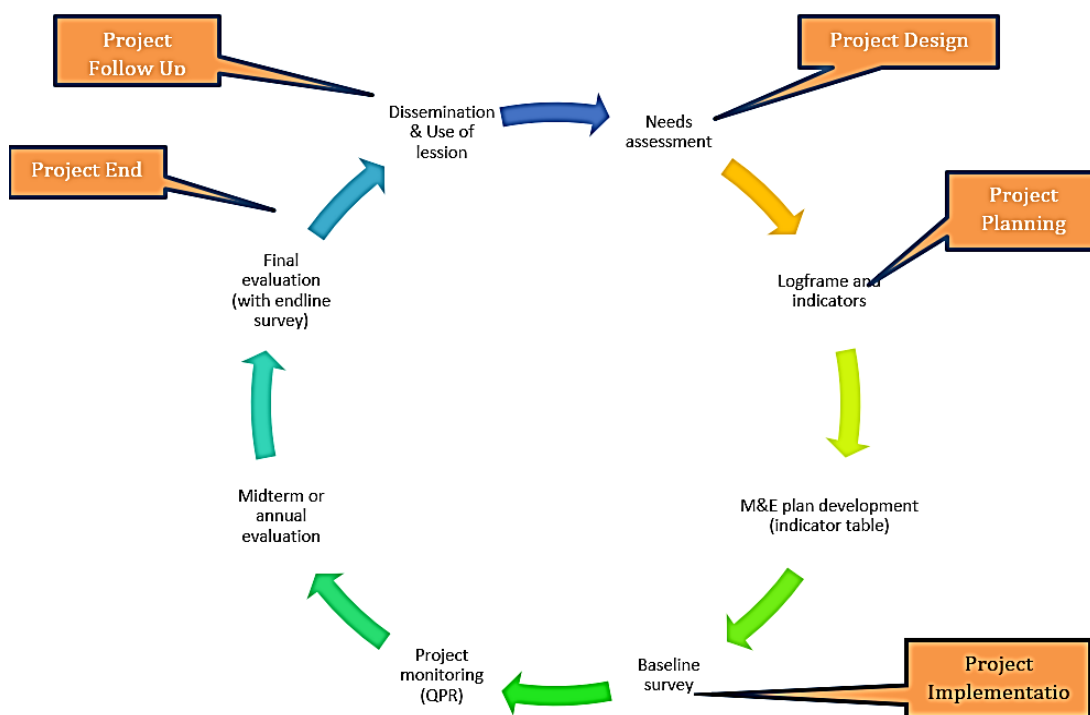 Project
Follow Up
Project Design
Dissemination
& Use of
lession
Needs
assessment
Project End
Project
Planning
Final
evaluation
(with endline
survey)
Logframe and
indicators
Midterm or
annual
evaluation
M&E plan development
(indicator table)
Project
monitoring
(QPR)
Baseline
survey
Project
Implementatio